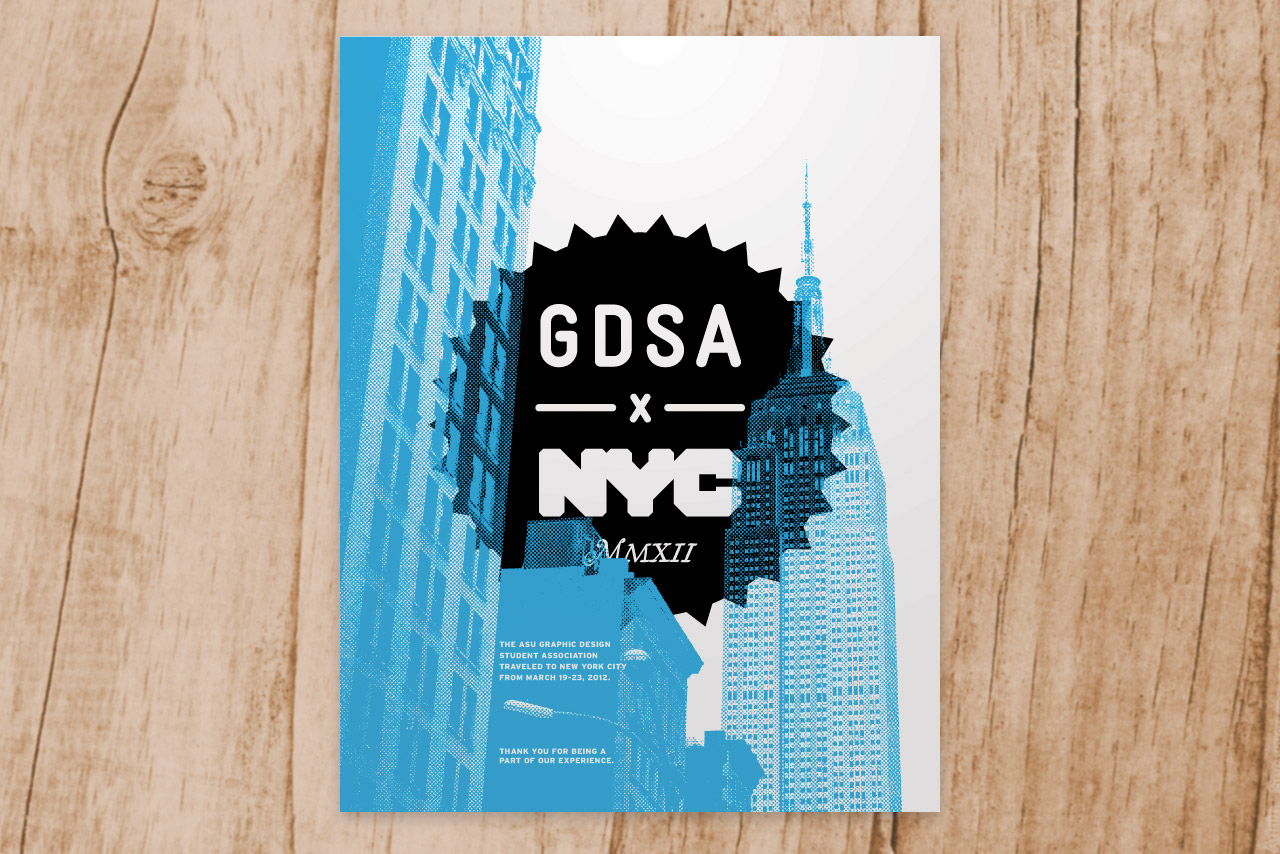 GDSA
x
NYC
MMXII
THE ASU GRAPHIC DESIGN
STUDENT ASSOCIATION
TRAVELED TO NEW YORK CITY
FROM MARCH 19-23, 2012.
THANK YOU FOR BEING A
PART OF OUR EXPERIENCE.